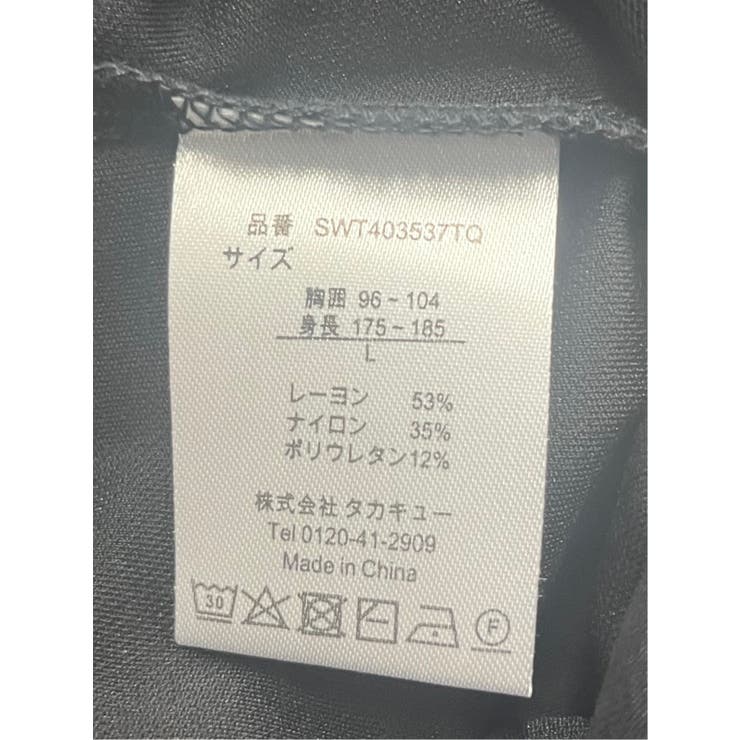 品番 SWT403537TQ
サイズ
胸囲 96~104
身長 175~185
L
レーヨン 53%
ナイロン 35%
ポリウレタン12%
株式会社 タカキュー
Tel 0120-41-2909
Made in China
30 F